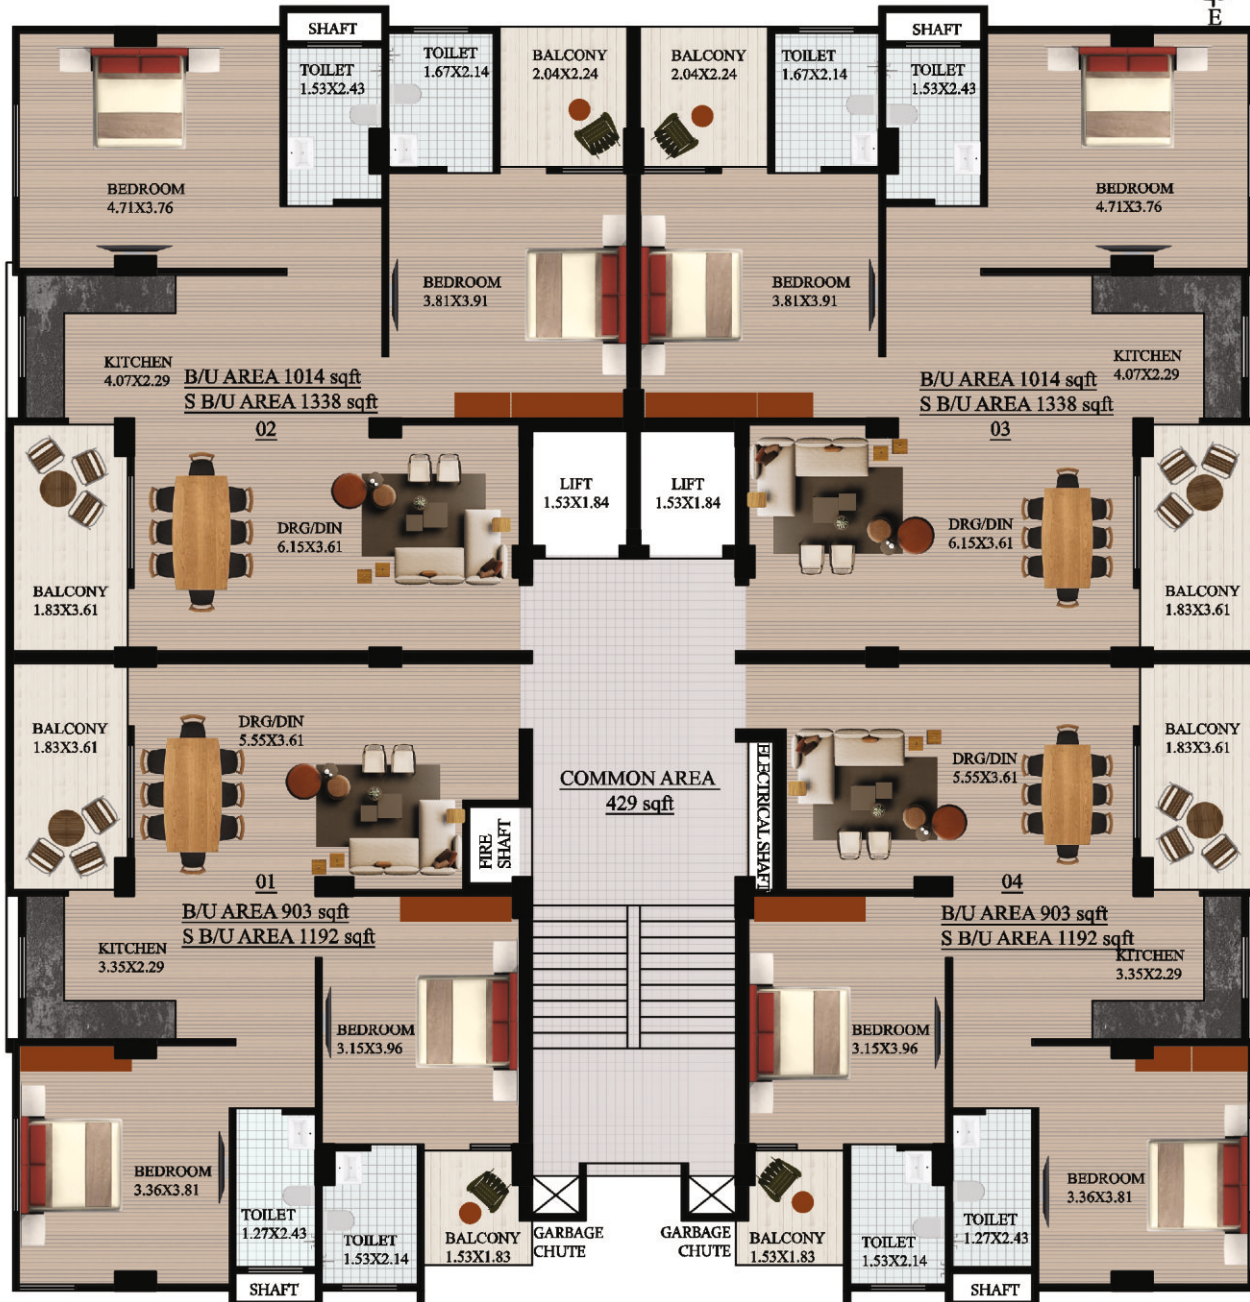 E
SHAFT
SHAFT
TOILET
1.53X2.43
TOILET
1.67X2.14
BALCONY
2.04X2.24
BALCONY
2.04X2.24
TOILET
1.67X2.14
TOILET
1.53X2.43
BEDROOM
4.71X3.76
BEDROOM
4.71X3.76
BEDROOM
3.81X3.91
BEDROOM
3.81X3.91
KITCHEN
4.07X2.29
KITCHEN
4.07X2.29
B/U AREA 1014 sqft
S B/U AREA 1338 sqft
02
B/U AREA 1014 sqft
S B/U AREA 1338 sqft
03
LIFT
1.53X1.84
LIFT
1.53X1.84
DRG/DIN
6.15X3.61
DRG/DIN
6.15X3.61
BALCONY
1.83X3.61
BALCONY
1.83X3.61
BALCONY
1.83X3.61
DRG/DIN
5.55X3.61
COMMON AREA
429 sqft
ELECTRICAL SHAFT
DRG/DIN
5.55X3.61
BALCONY
1.83X3.61
FIRE
SHAFT
01
B/U AREA 903 sqft
S B/U AREA 1192 sqft
04
B/U AREA 903 sqft
S B/U AREA 1192 sqft
KITCHEN
3.35X2.29
KITCHEN
3.35X2.29
BEDROOM
3.15X3.96
BEDROOM
3.15X3.96
BEDROOM
3.36X3.81
BEDROOM
3.36X3.81
TOILET
1.27X2.43
TOILET
1.53X2.14
BALCONY
1.53X1.83
GARBAGE
CHUTE
GARBAGE
CHUTE
BALCONY
1.53X1.83
TOILET
1.53X2.14
TOILET
1.27X2.43
SHAFT
SHAFT